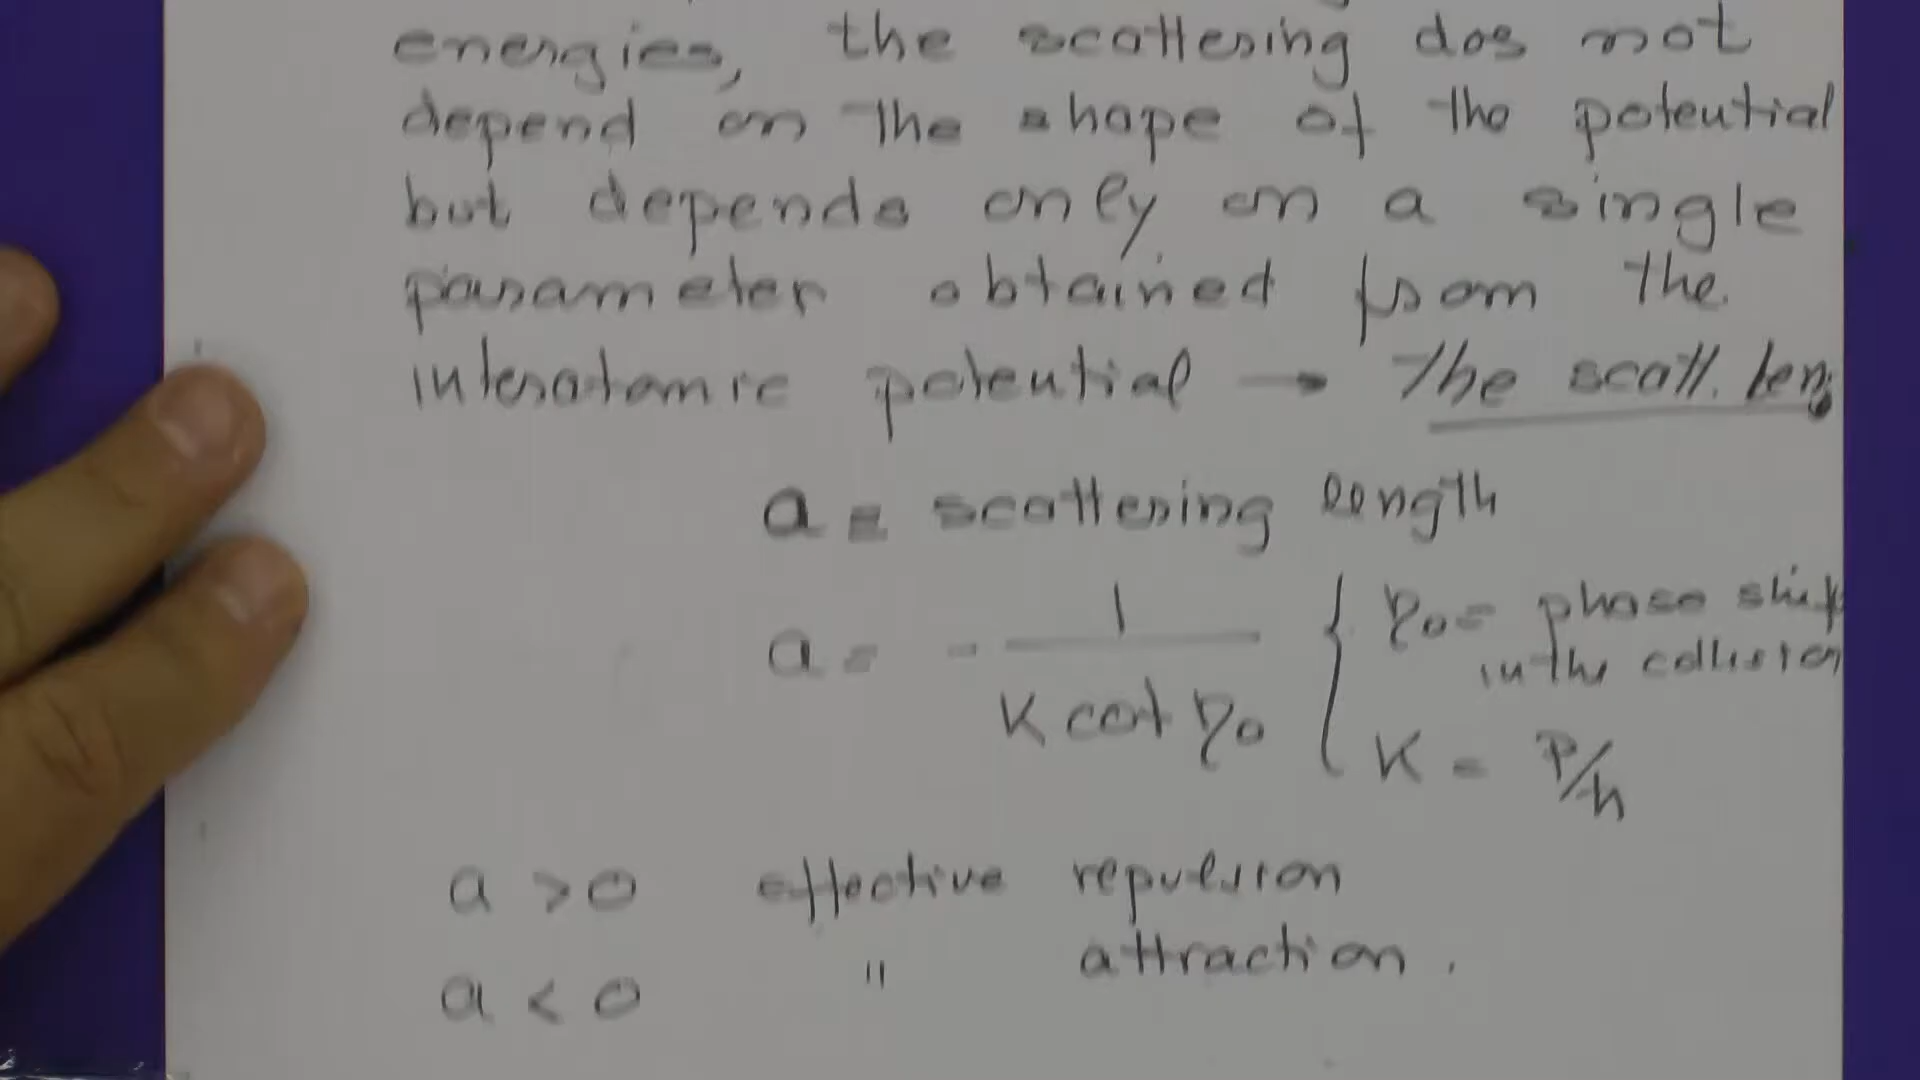 energies, the scattering dos not
depend on the shape of the potential
but depends only on a single
parameter obtained from the
interatomic potential → The scatt. leng
a = scattering length
a = - 1 / K cot η₀ { η₀ = phase shif
in the collision
K = P/ħ
a > 0 effective repulsion
a < 0 " attraction.